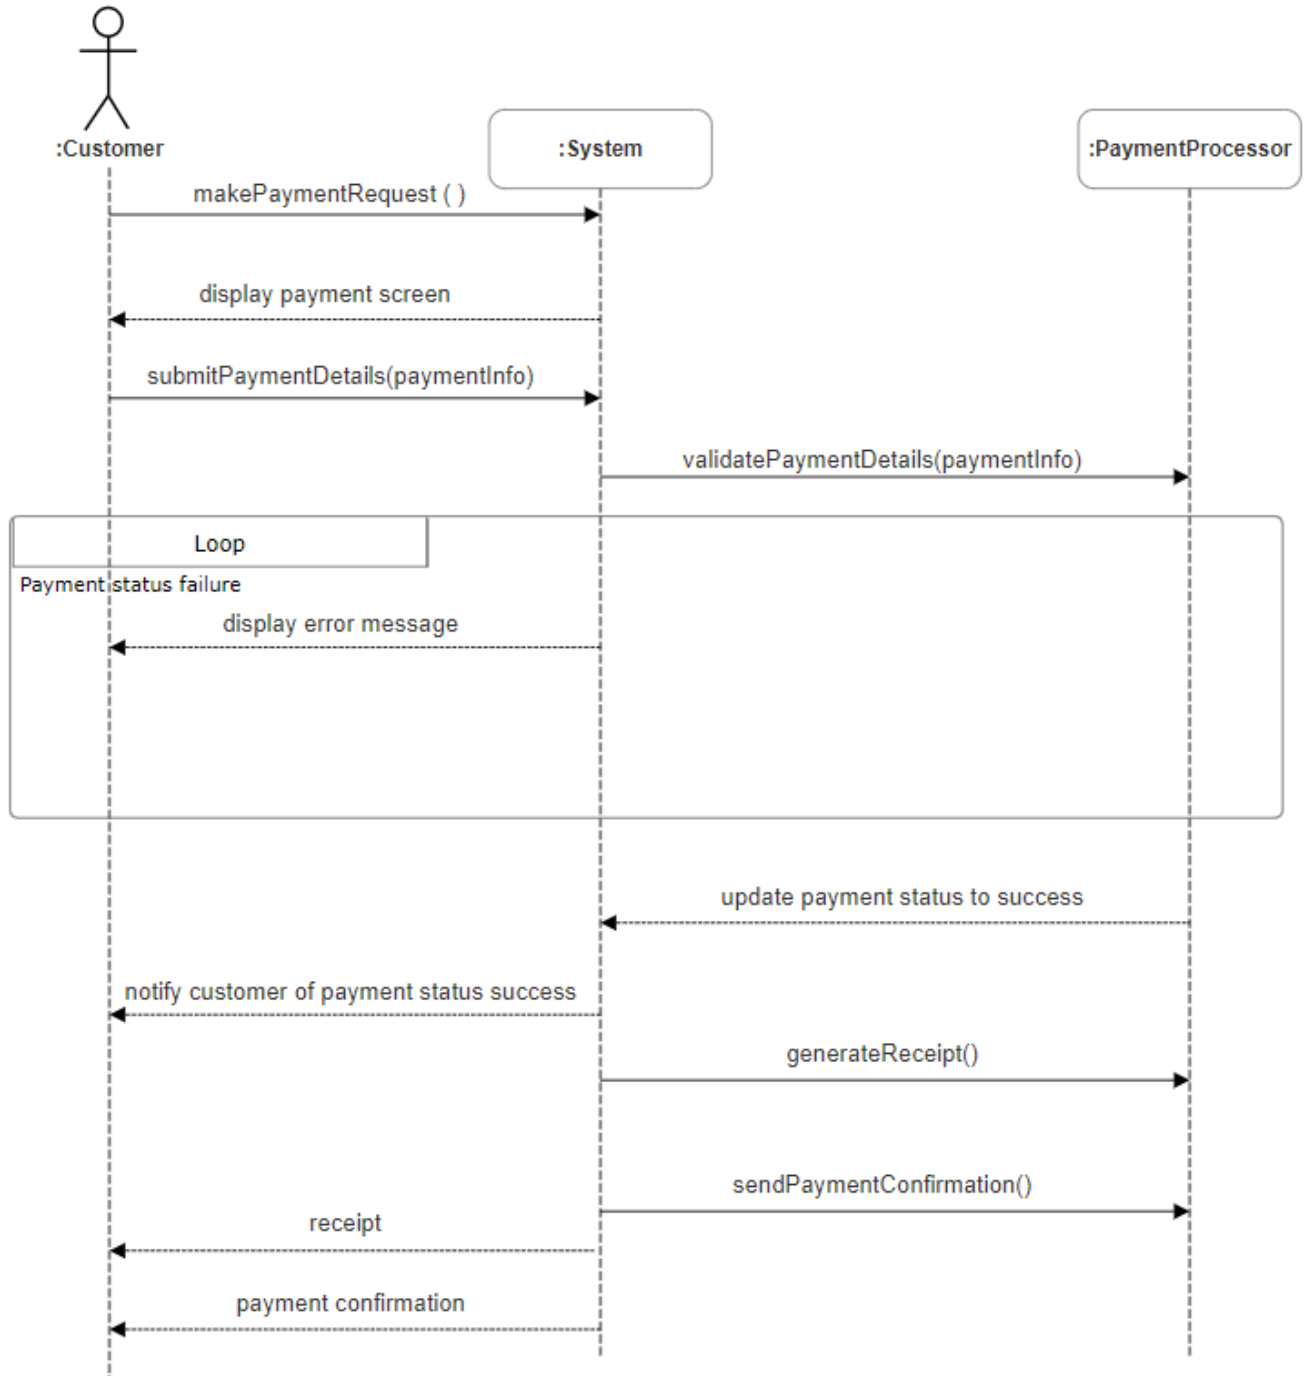 :Customer
:System
:PaymentProcessor
makePaymentRequest ( )
display payment screen
submitPaymentDetails(paymentInfo)
validatePaymentDetails(paymentInfo)
Loop
Payment status failure
display error message
update payment status to success
notify customer of payment status success
generateReceipt()
sendPaymentConfirmation()
receipt
payment confirmation